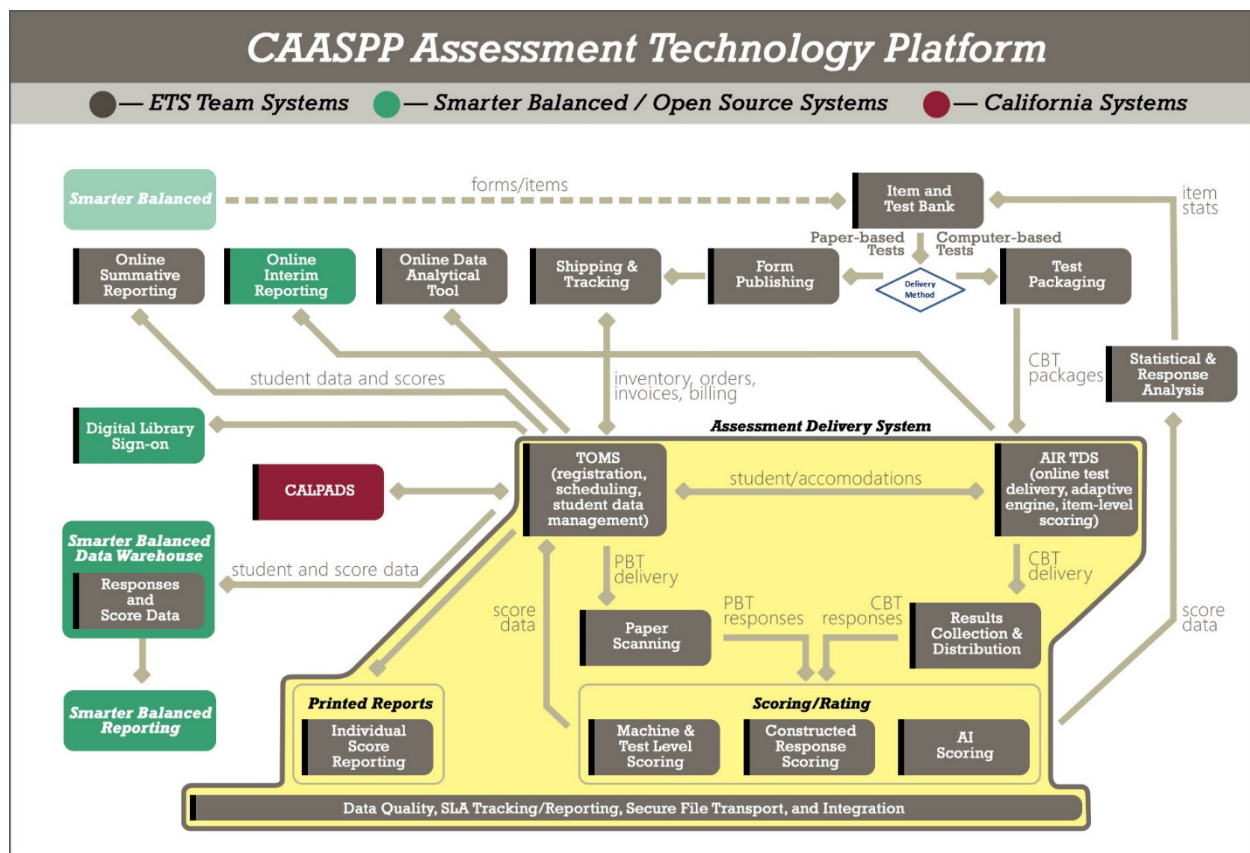 CAASPP Assessment Technology Platform
— ETS Team Systems
— Smarter Balanced / Open Source Systems
— California Systems
Smarter Balanced
forms/items
Item and
Test Bank
item
stats
Paper-based
Tests
Computer-based
Tests
Online
Summative
Reporting
Online
Interim
Reporting
Online Data
Analytical
Tool
Shipping &
Tracking
Form
Publishing
Delivery
Method
Test
Packaging
student data and scores
inventory, orders,
invoices, billing
CBT
packages
Statistical &
Response
Analysis
Digital Library
Sign-on
Assessment Delivery System
CALPADS
TOMS
(registration,
scheduling,
student data
management)
student/accomodations
AIR TDS
(online test
delivery, adaptive
engine, item-level
scoring)
Smarter Balanced
Data Warehouse
Responses
and
Score Data
student and score data
PBT
delivery
CBT
delivery
score
data
Paper
Scanning
PBT
responses
CBT
responses
Results
Collection &
Distribution
score
data
Smarter Balanced
Reporting
Printed Reports
Individual
Score
Reporting
Scoring/Rating
Machine &
Test Level
Scoring
Constructed
Response
Scoring
AI
Scoring
Data Quality, SLA Tracking/Reporting, Secure File Transport, and Integration